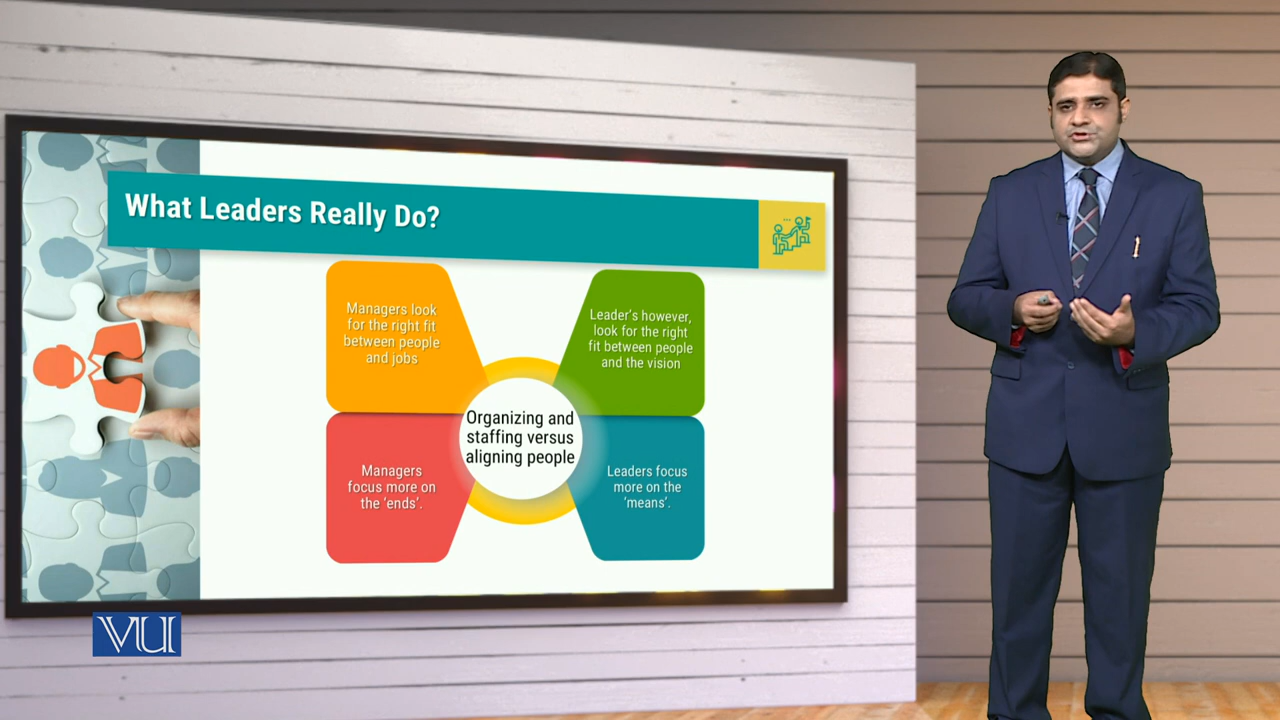 What Leaders Really Do?
Managers look
for the right fit
between people
and jobs
Leader's however,
look for the right
fit between people
and the vision
Organizing and
staffing versus
aligning people
Managers
focus more on
the 'ends'.
Leaders focus
more on the
'means'.
VU